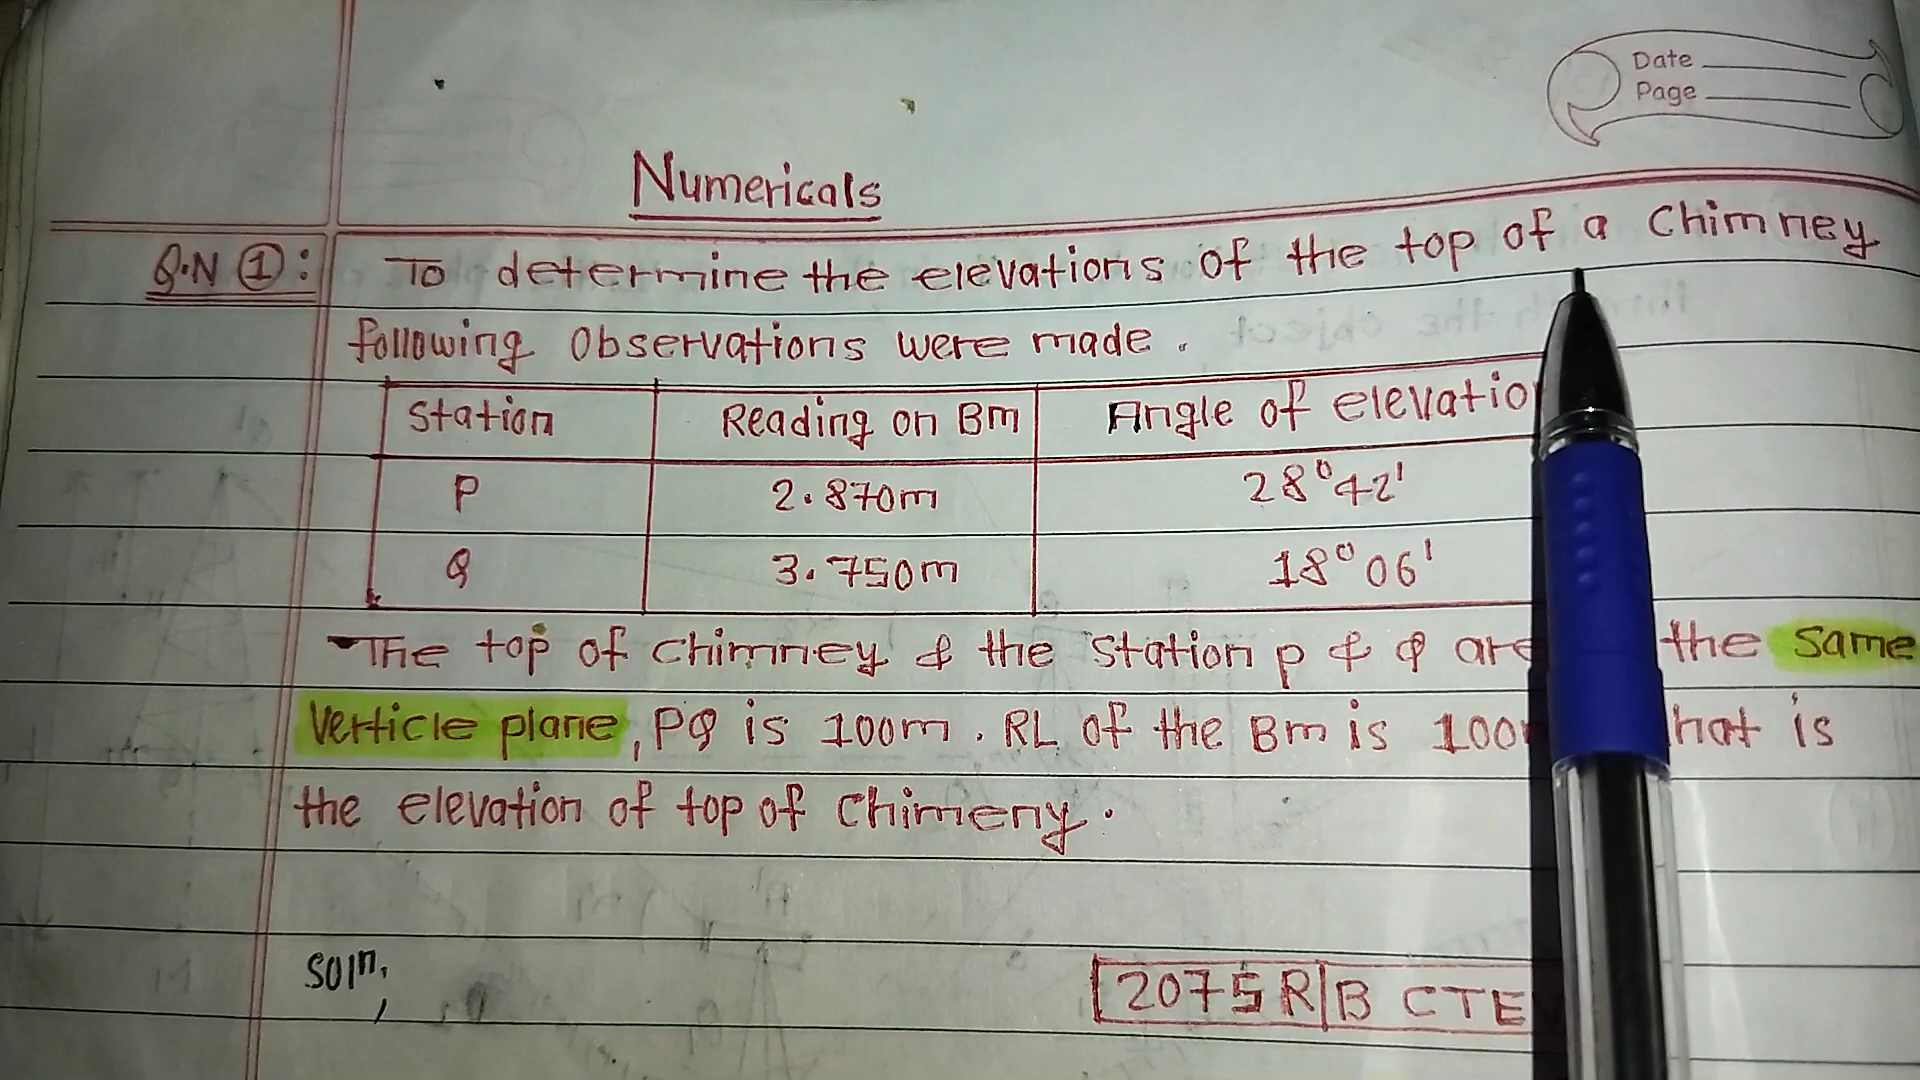 Date
Page
Numericals
Q.N ①: To determine the elevations of the top of a chimney
following observations were made.
Station Reading on Bm Angle of elevatio
P 2.870m 28°42'
Q 3.750m 18°06'
The top of chimney & the station p & q are the same
verticle plane, PQ is 100m. RL of the Bm is 100 hat is
the elevation of top of chimeny.
Soln,
2075 R/B CTE